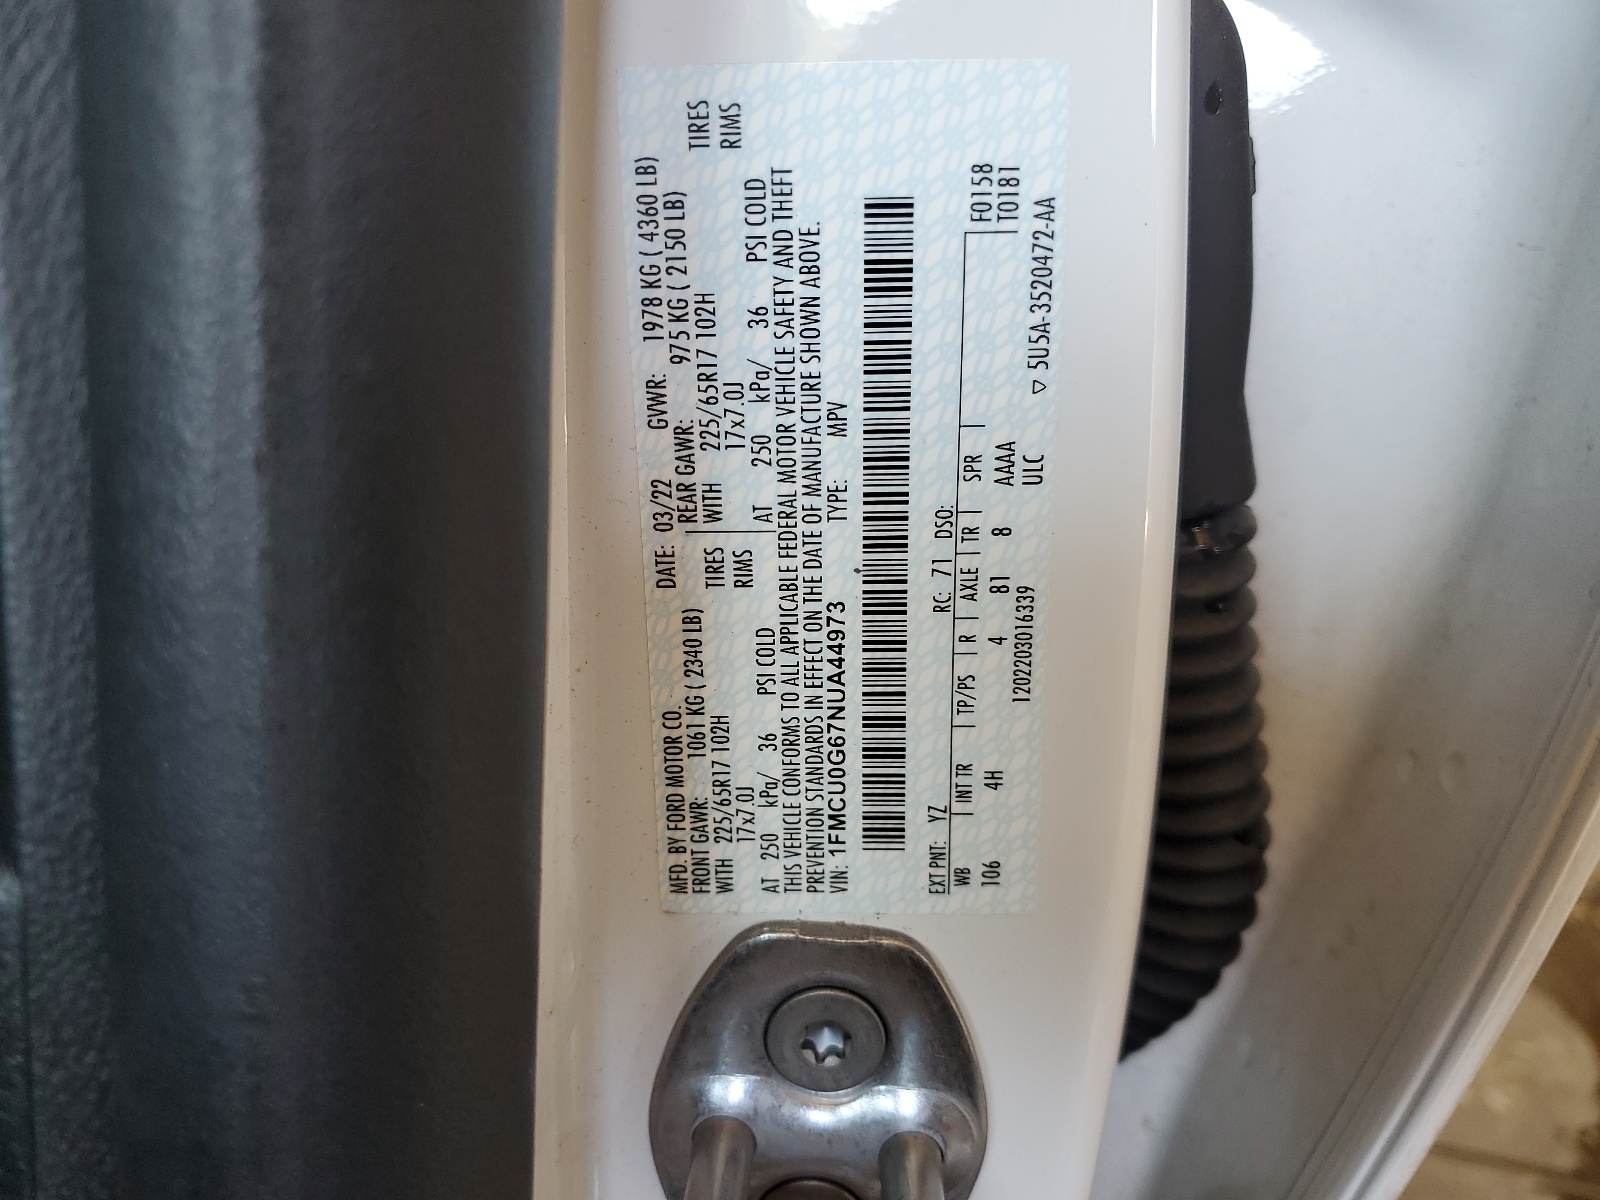 MFD. BY FORD MOTOR CO.
DATE: 03/22 GVWR: 1978 KG ( 4360 LB)
FRONT GAWR: 1061 KG ( 2340 LB) REAR GAWR: 975 KG ( 2150 LB)
WITH 225/65R17 102H TIRES WITH 225/65R17 102H TIRES
17x7.0J RIMS 17x7.0J RIMS
AT 250 kPa/ 36 PSI COLD AT 250 kPa/ 36 PSI COLD
THIS VEHICLE CONFORMS TO ALL APPLICABLE FEDERAL MOTOR VEHICLE SAFETY AND THEFT
PREVENTION STANDARDS IN EFFECT ON THE DATE OF MANUFACTURE SHOWN ABOVE.
VIN: 1FMCU0G67NUA44973 TYPE: MPV
EXT PNT: YZ RC: 71 DSO: F0158
WB | INT TR | TP/PS | R | AXLE | TR | SPR | T0181
106 4H 4 81 8 AAAA
1202203016339 ULC
▽ 5U5A-3520472-AA